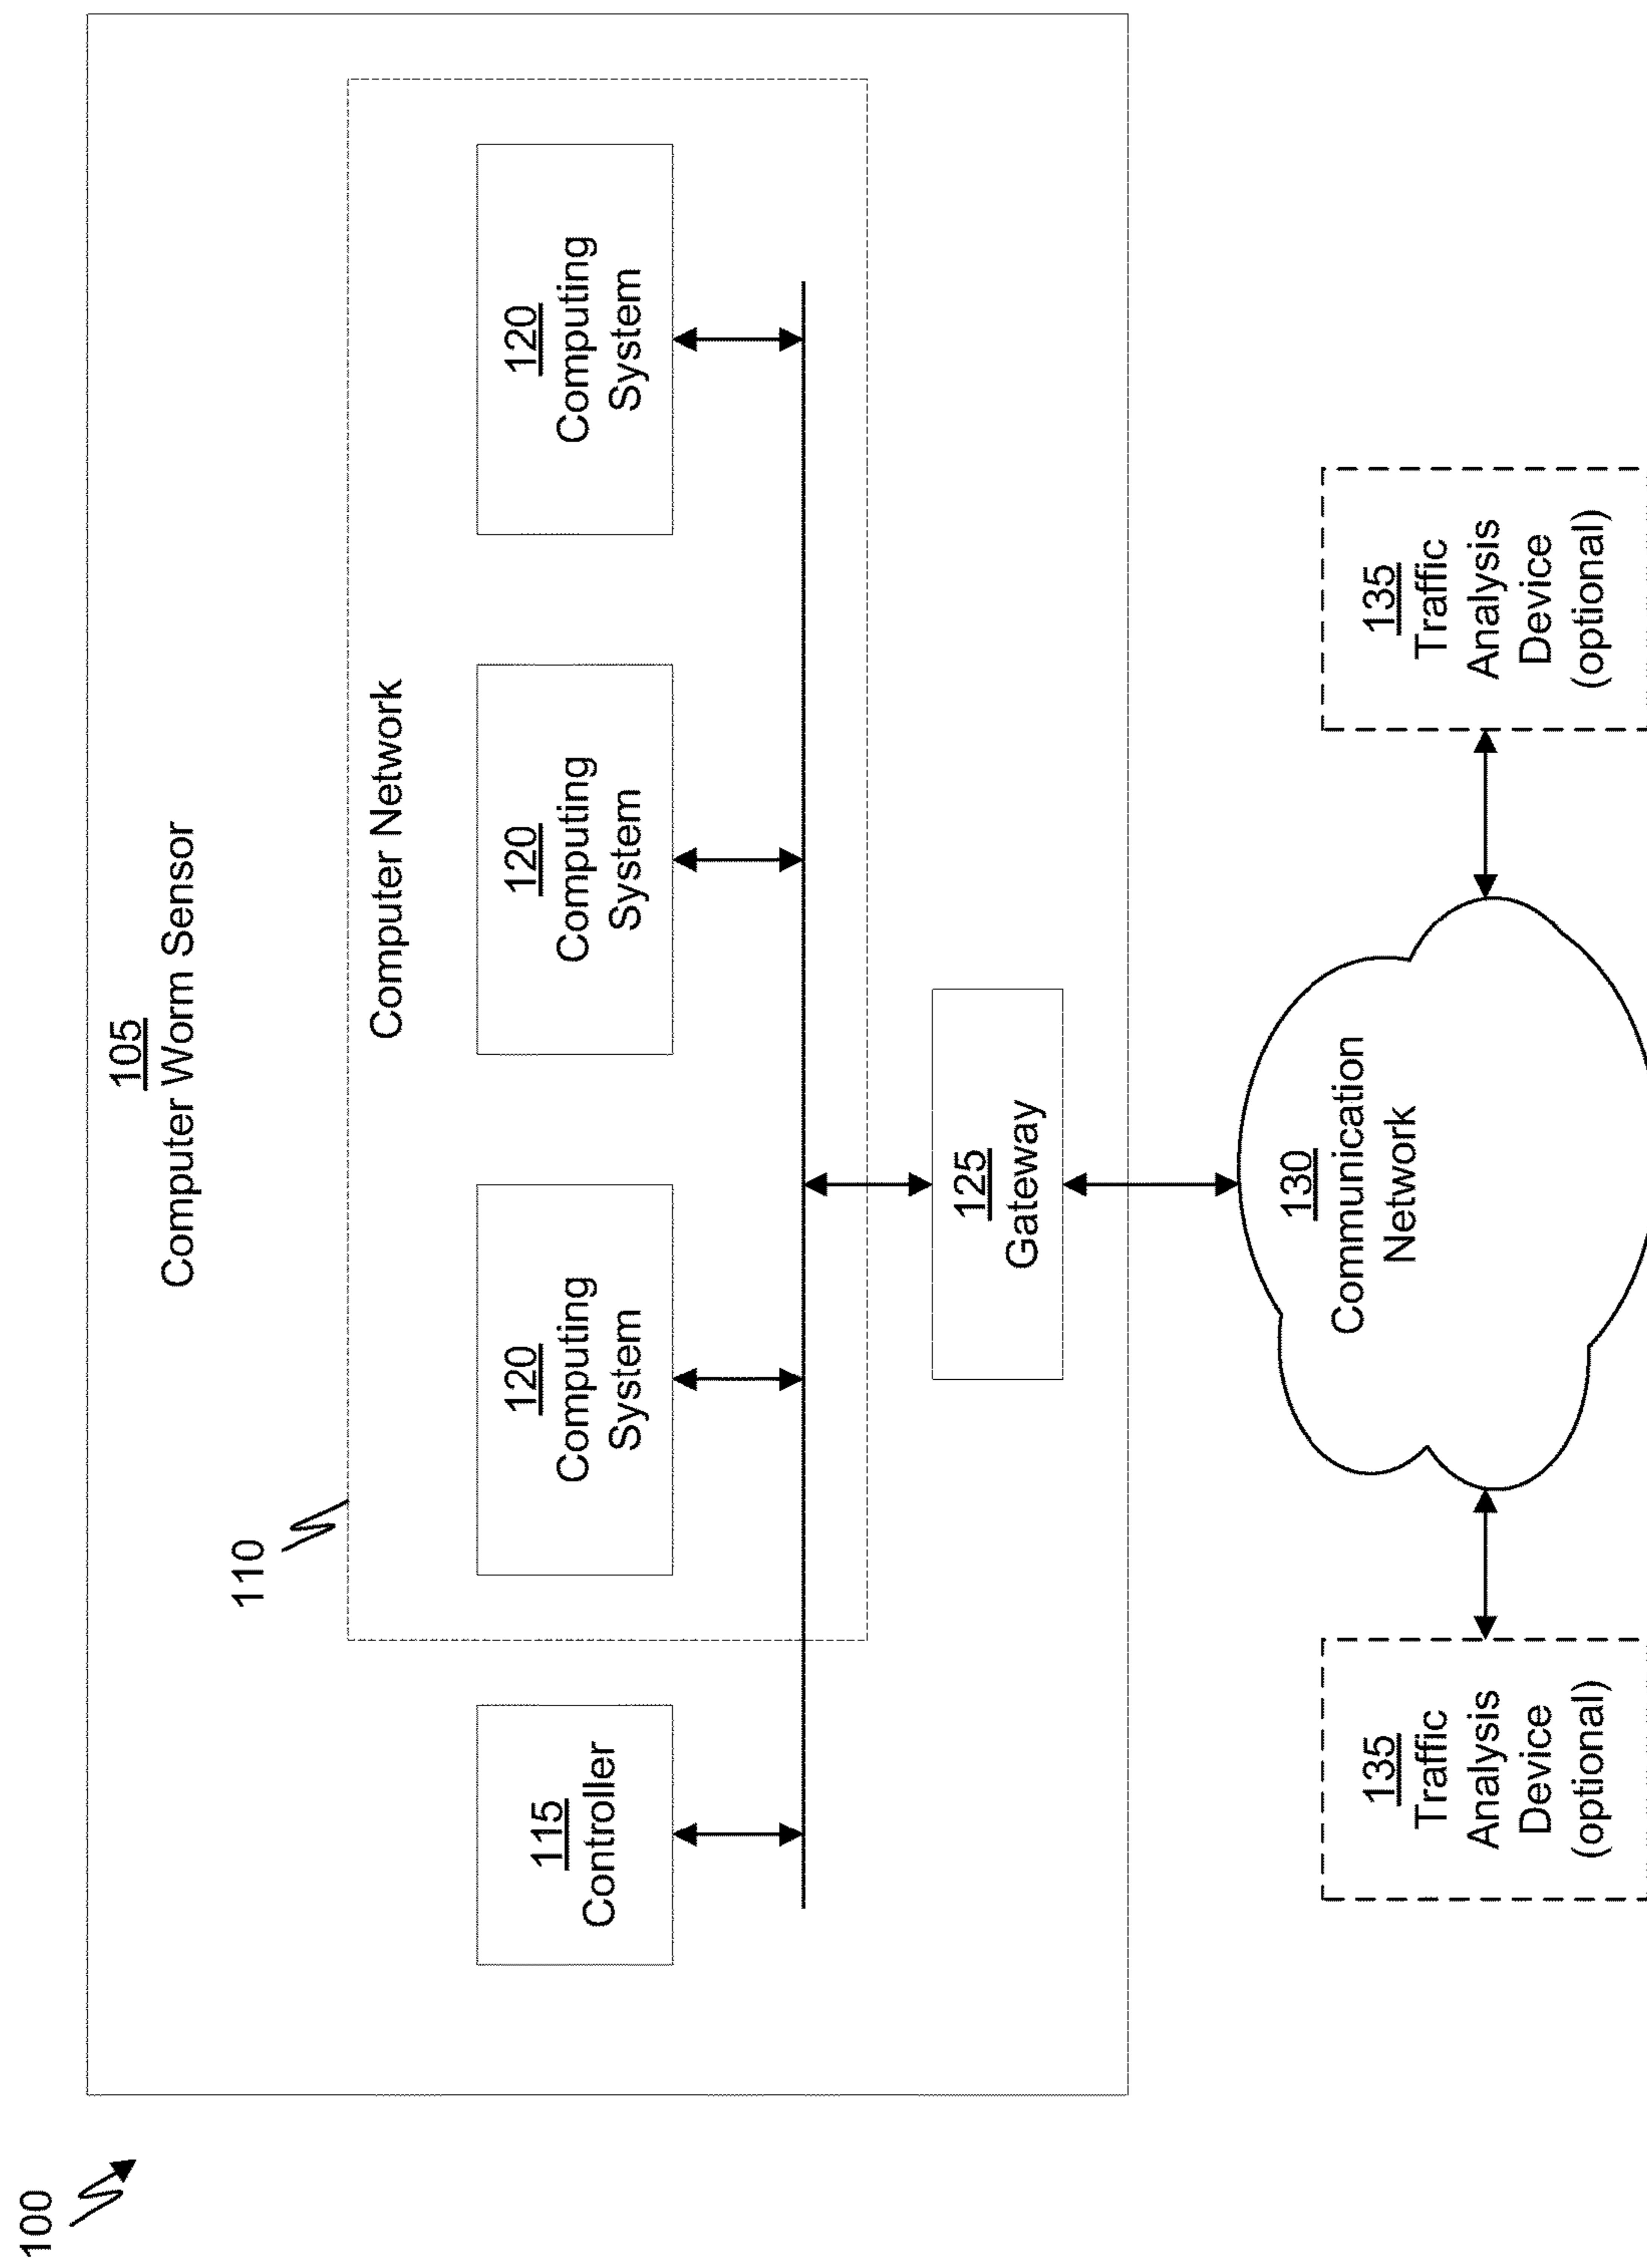 100
105
Computer Worm Sensor
110
Computer Network
115
Controller
120
Computing
System
120
Computing
System
120
Computing
System
125
Gateway
135
Traffic
Analysis
Device
(optional)
130
Communication
Network
135
Traffic
Analysis
Device
(optional)